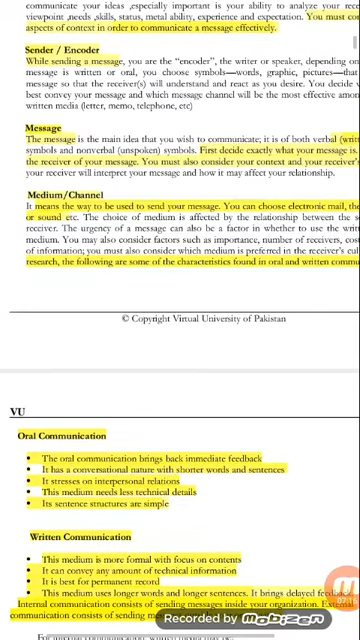 communicate your ideas ,especially important is your ability to analyze your rece
viewpoint ,needs, skills, status, metal ability, experience and expectation. You must con
aspects of context in order to communicate a message effectively.
Sender / Encoder
While sending a message, you are the "encoder", the writer or speaker, depending on
message is written or oral, you choose symbols—words, graphic, pictures—that
message so that the receiver(s) will understand and react as you desire. You decide v
best convey your message and which message channel will be the most effective amon
written media (letter, memo, telephone, etc)
Message
The message is the main idea that you wish to communicate; it is of both verbal (writt
symbols and nonverbal (unspoken) symbols. First decide exactly what your message is.
the receiver of your message. You must also consider your context and your receiver's
your receiver will interpret your message and how it may affect your relationship.
Medium/Channel
It means the way to be used to send your message. You can choose electronic mail, the
or sound etc. The choice of medium is affected by the relationship between the s
receiver. The urgency of a message can also be a factor in whether to use the writt
medium. You may also consider factors such as importance, number of receivers, cost
of information; you must also consider which medium is preferred in the receiver's cul
research, the following are some of the characteristics found in oral and written commu
© Copyright Virtual University of Pakistan
VU
Oral Communication
• The oral communication brings back immediate feedback
• It has a conversational nature with shorter words and sentences
• It stresses on interpersonal relations
• This medium needs less technical details
• Its sentence structures are simple
Written Communication
• This medium is more formal with focus on contents
• It can convey any amount of technical information
• It is best for permanent record
• This medium uses longer words and longer sentences. It brings delayed feedback
Internal communication consists of sending messages inside your organization. External
communication consists of sending mes
07:15
Recorded by mobizen
For internal communication, written media may be